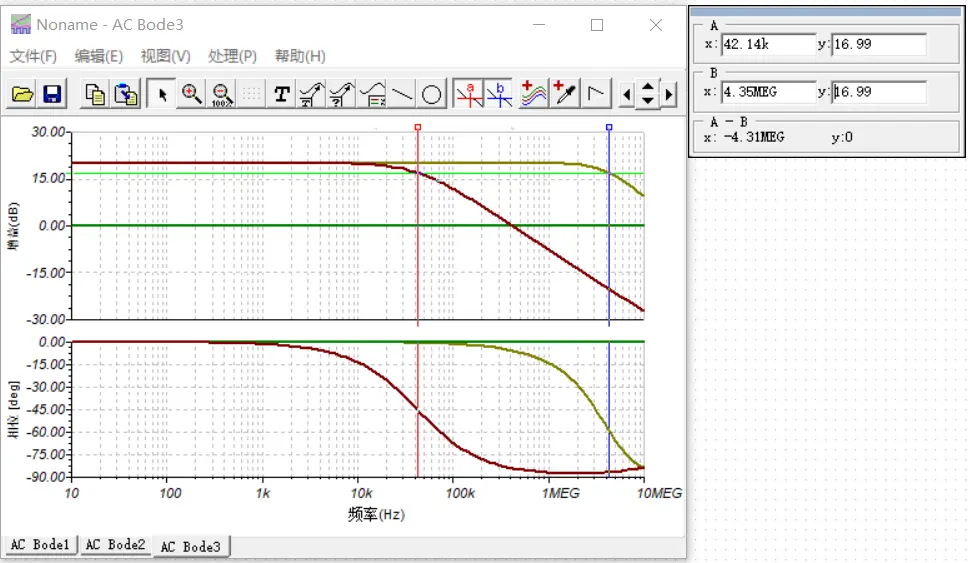 Noname - AC Bode3
文件(F) 编辑(E) 视图(V) 处理(P) 帮助(H)
100%
T
a
b
A
x: 42.14k y: 16.99
B
x: 4.35MEG y: 16.99
A - B
x: -4.31MEG y:0
30.00
15.00
0.00
-15.00
-30.00
增益(dB)
0.00
-15.00
-30.00
-45.00
-60.00
-75.00
-90.00
相位 [deg]
10 100 1k 10k 100k 1MEG 10MEG
频率(Hz)
AC Bode1 AC Bode2 AC Bode3